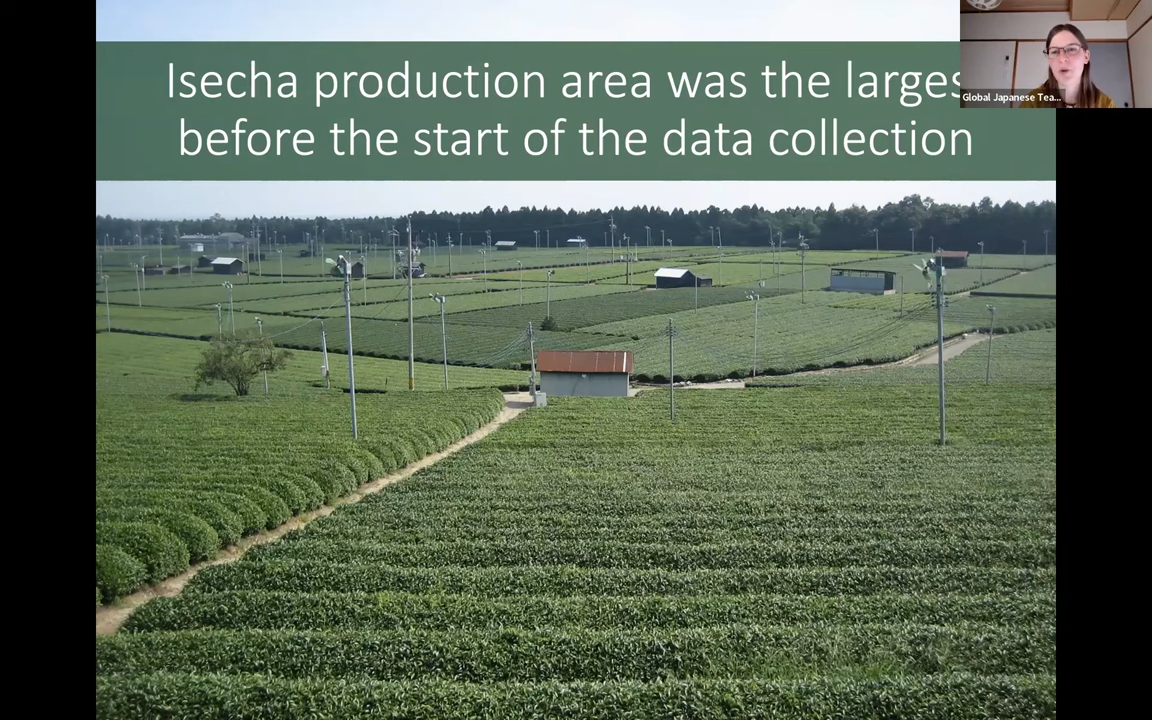 Isecha production area was the larges
before the start of the data collection
Global Japanese Tea...